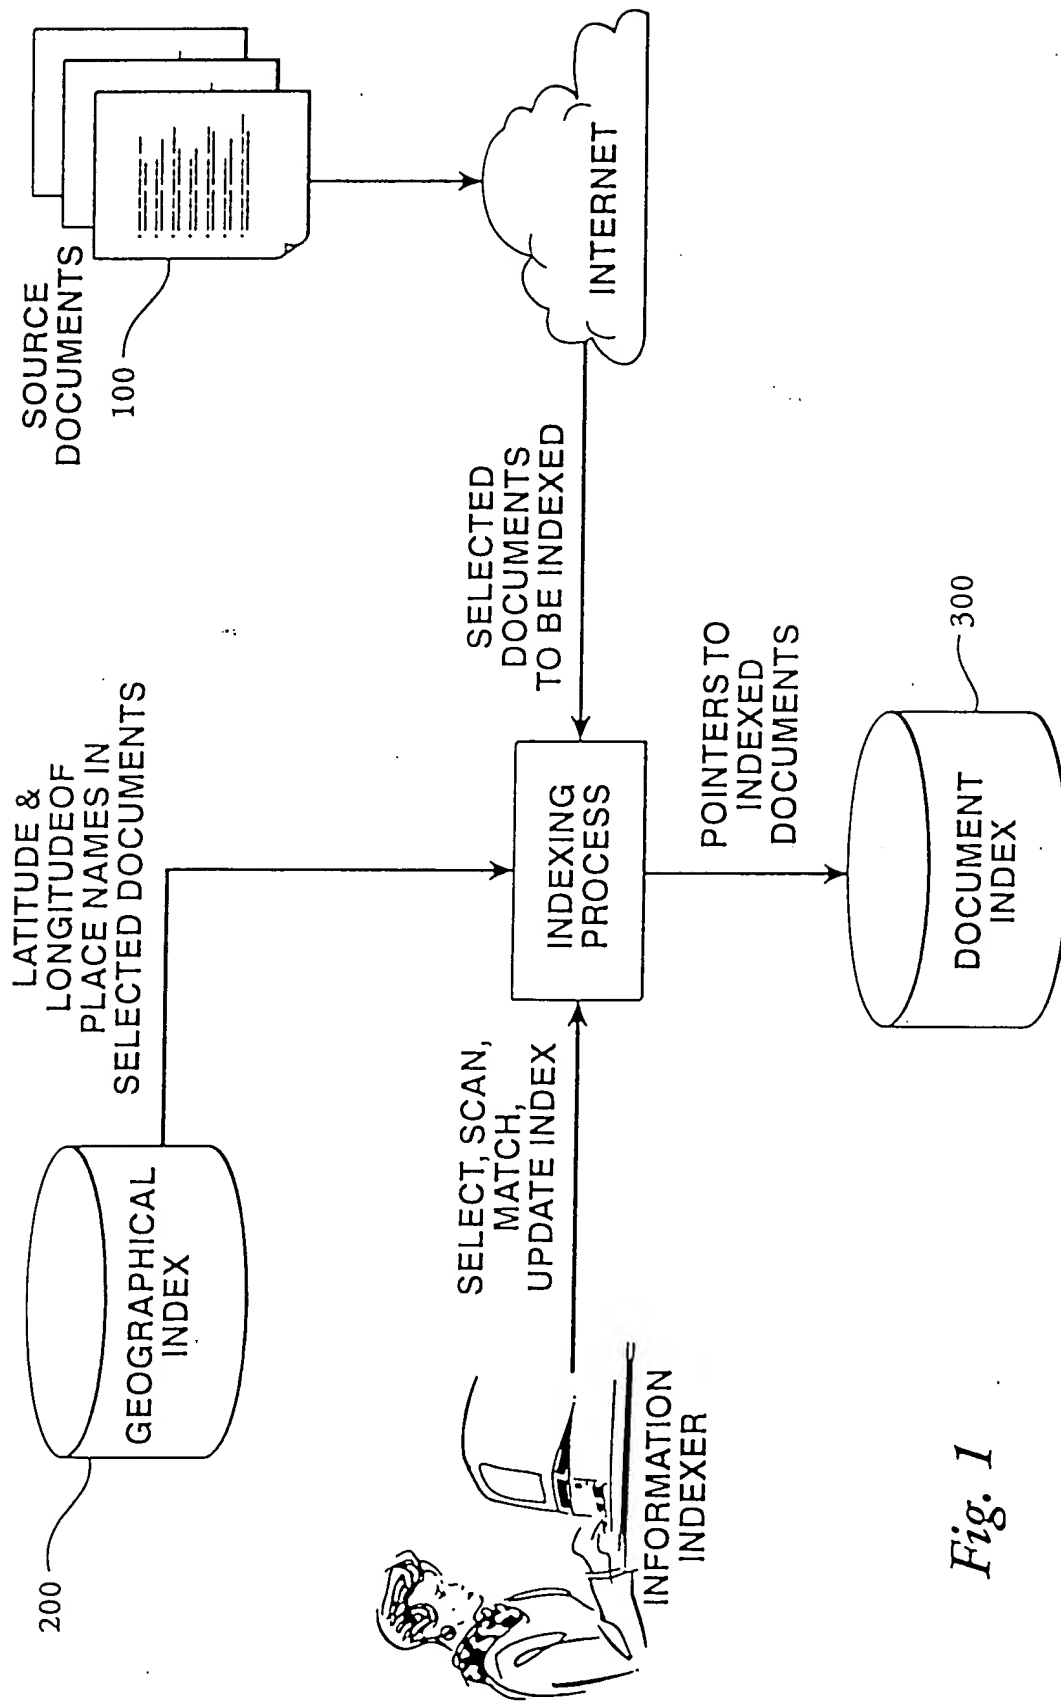 SOURCE
DOCUMENTS
100
INTERNET
LATITUDE &
LONGITUDEOF
PLACE NAMES IN
SELECTED DOCUMENTS
SELECTED
DOCUMENTS
TO BE INDEXED
GEOGRAPHICAL
INDEX
200
INDEXING
PROCESS
SELECT, SCAN,
MATCH,
UPDATE INDEX
INFORMATION
INDEXER
POINTERS TO
INDEXED
DOCUMENTS
300
DOCUMENT
INDEX
Fig. 1